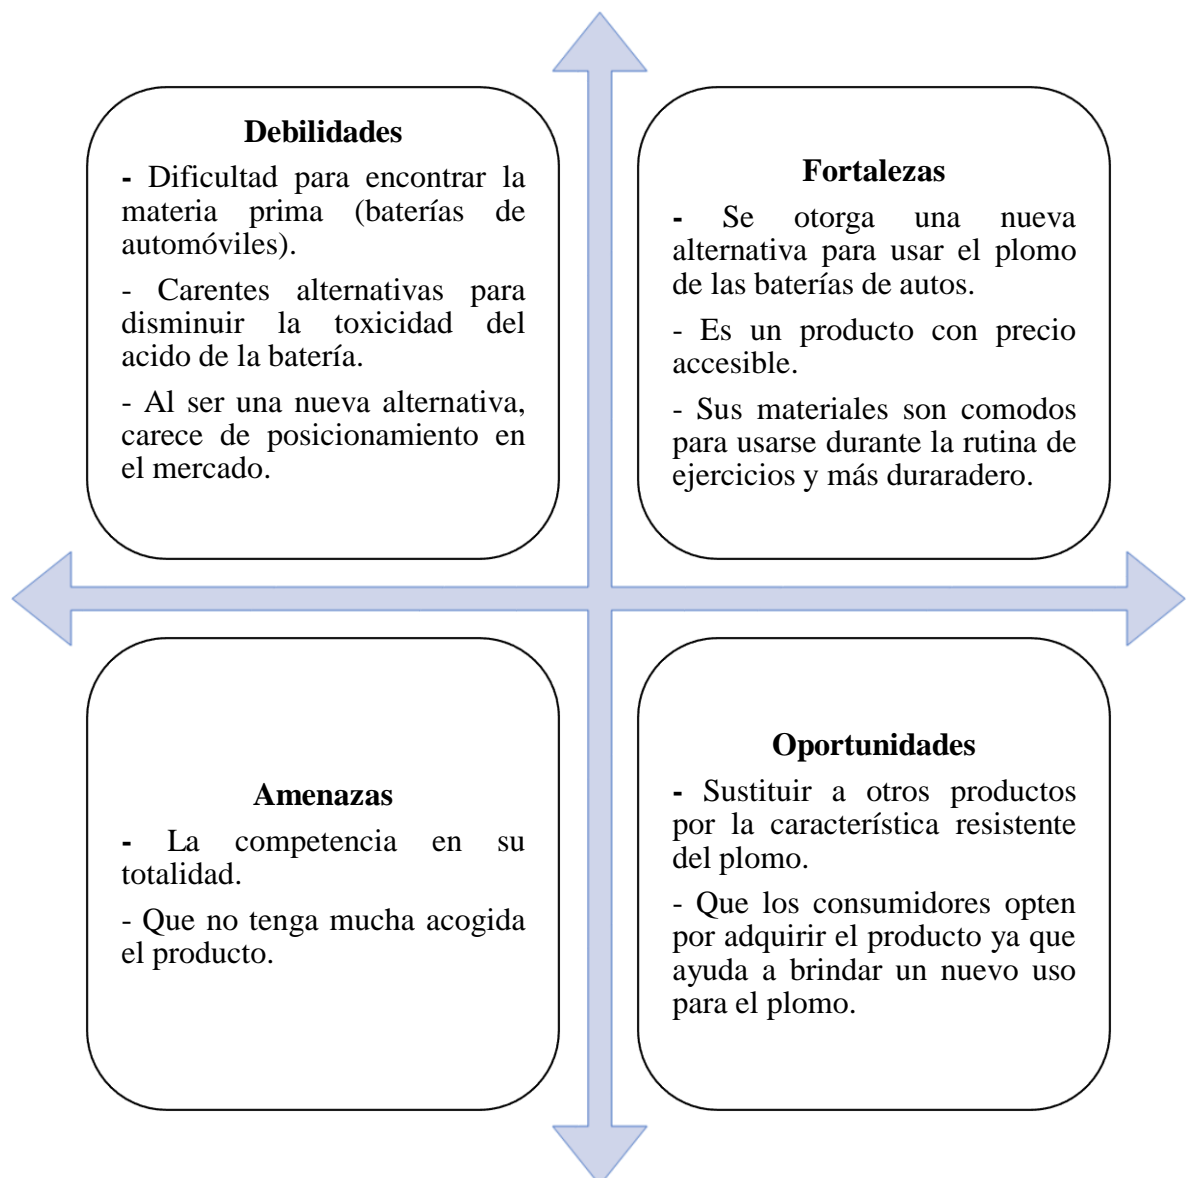 Debilidades
- Dificultad para encontrar la
materia prima (baterías de
automóviles).
- Carentes alternativas para
disminuir la toxicidad del
acido de la batería.
- Al ser una nueva alternativa,
carece de posicionamiento en
el mercado.
Fortalezas
- Se otorga una nueva
alternativa para usar el plomo
de las baterías de autos.
- Es un producto con precio
accesible.
- Sus materiales son comodos
para usarse durante la rutina de
ejercicios y más duraradero.
Amenazas
- La competencia en su
totalidad.
- Que no tenga mucha acogida
el producto.
Oportunidades
- Sustituir a otros productos
por la característica resistente
del plomo.
- Que los consumidores opten
por adquirir el producto ya que
ayuda a brindar un nuevo uso
para el plomo.